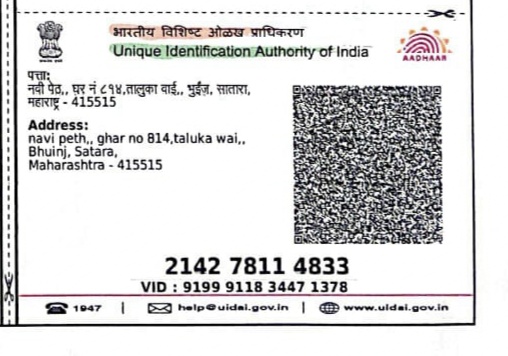 भारतीय विशिष्ट ओळख प्राधिकरण
Unique Identification Authority of India
AADHAAR
पत्ता:
नवी पेठ,, घर नं ८१४,तालुका वाई,, भुईंज, सातारा,
महाराष्ट्र - 415515
Address:
navi peth,, ghar no 814,taluka wai,,
Bhuinj, Satara,
Maharashtra - 415515
2142 7811 4833
VID : 9199 9118 3447 1378
1947 | help@uidai.gov.in | www.uidai.gov.in